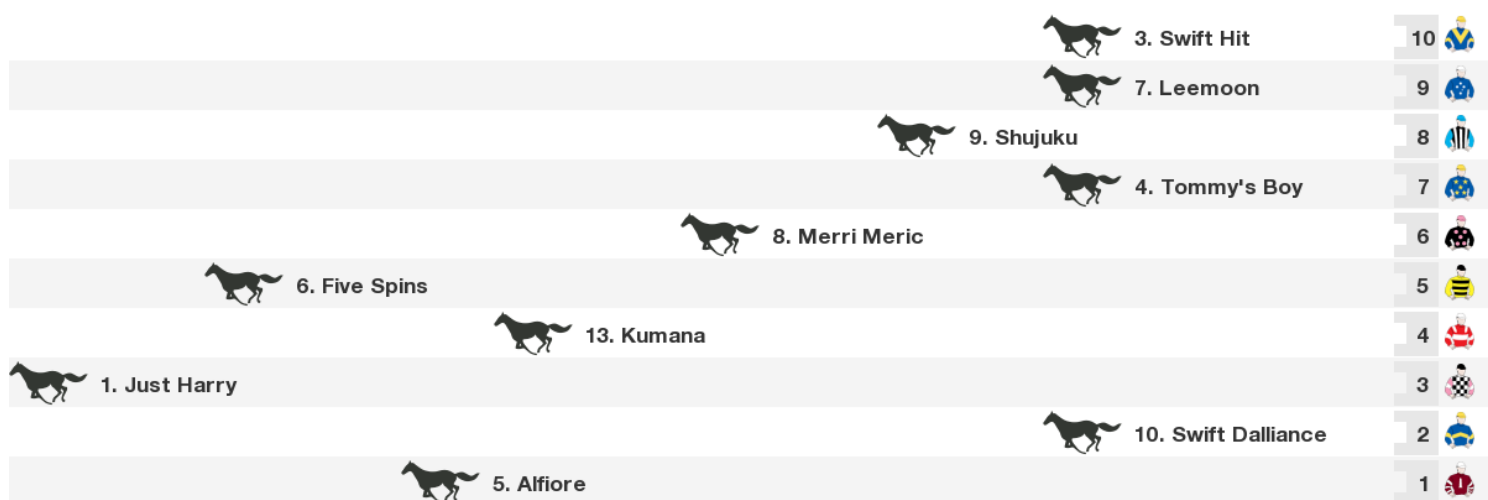 3. Swift Hit 10
7. Leemoon 9
9. Shujuku 8
4. Tommy's Boy 7
8. Merri Meric 6
6. Five Spins 5
13. Kumana 4
1. Just Harry 3
10. Swift Dalliance 2
5. Alfiore 1